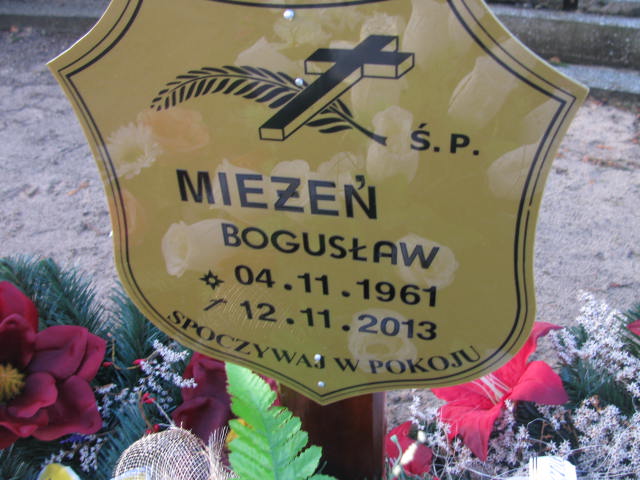 Ś.P.
MIEŻEŃ
BOGUSŁAW
04.11.1961
12.11.2013
SPOCZYWAJ W POKOJU